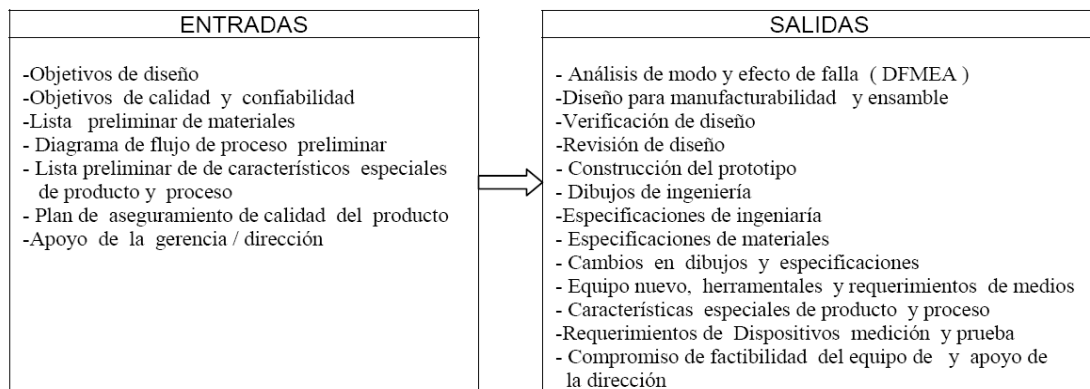 ENTRADAS
-Objetivos de diseño
-Objetivos de calidad y confiabilidad
-Lista preliminar de materiales
- Diagrama de flujo de proceso preliminar
- Lista preliminar de de característicos especiales
de producto y proceso
- Plan de aseguramiento de calidad del producto
-Apoyo de la gerencia / dirección
SALIDAS
- Análisis de modo y efecto de falla ( DFMEA )
-Diseño para manufacturabilidad y ensamble
-Verificación de diseño
-Revisión de diseño
- Construcción del prototipo
- Dibujos de ingeniería
-Especificaciones de ingeniaría
- Especificaciones de materiales
- Cambios en dibujos y especificaciones
- Equipo nuevo, herramentales y requerimientos de medios
- Características especiales de producto y proceso
-Requerimientos de Dispositivos medición y prueba
- Compromiso de factibilidad del equipo de y apoyo de
la dirección